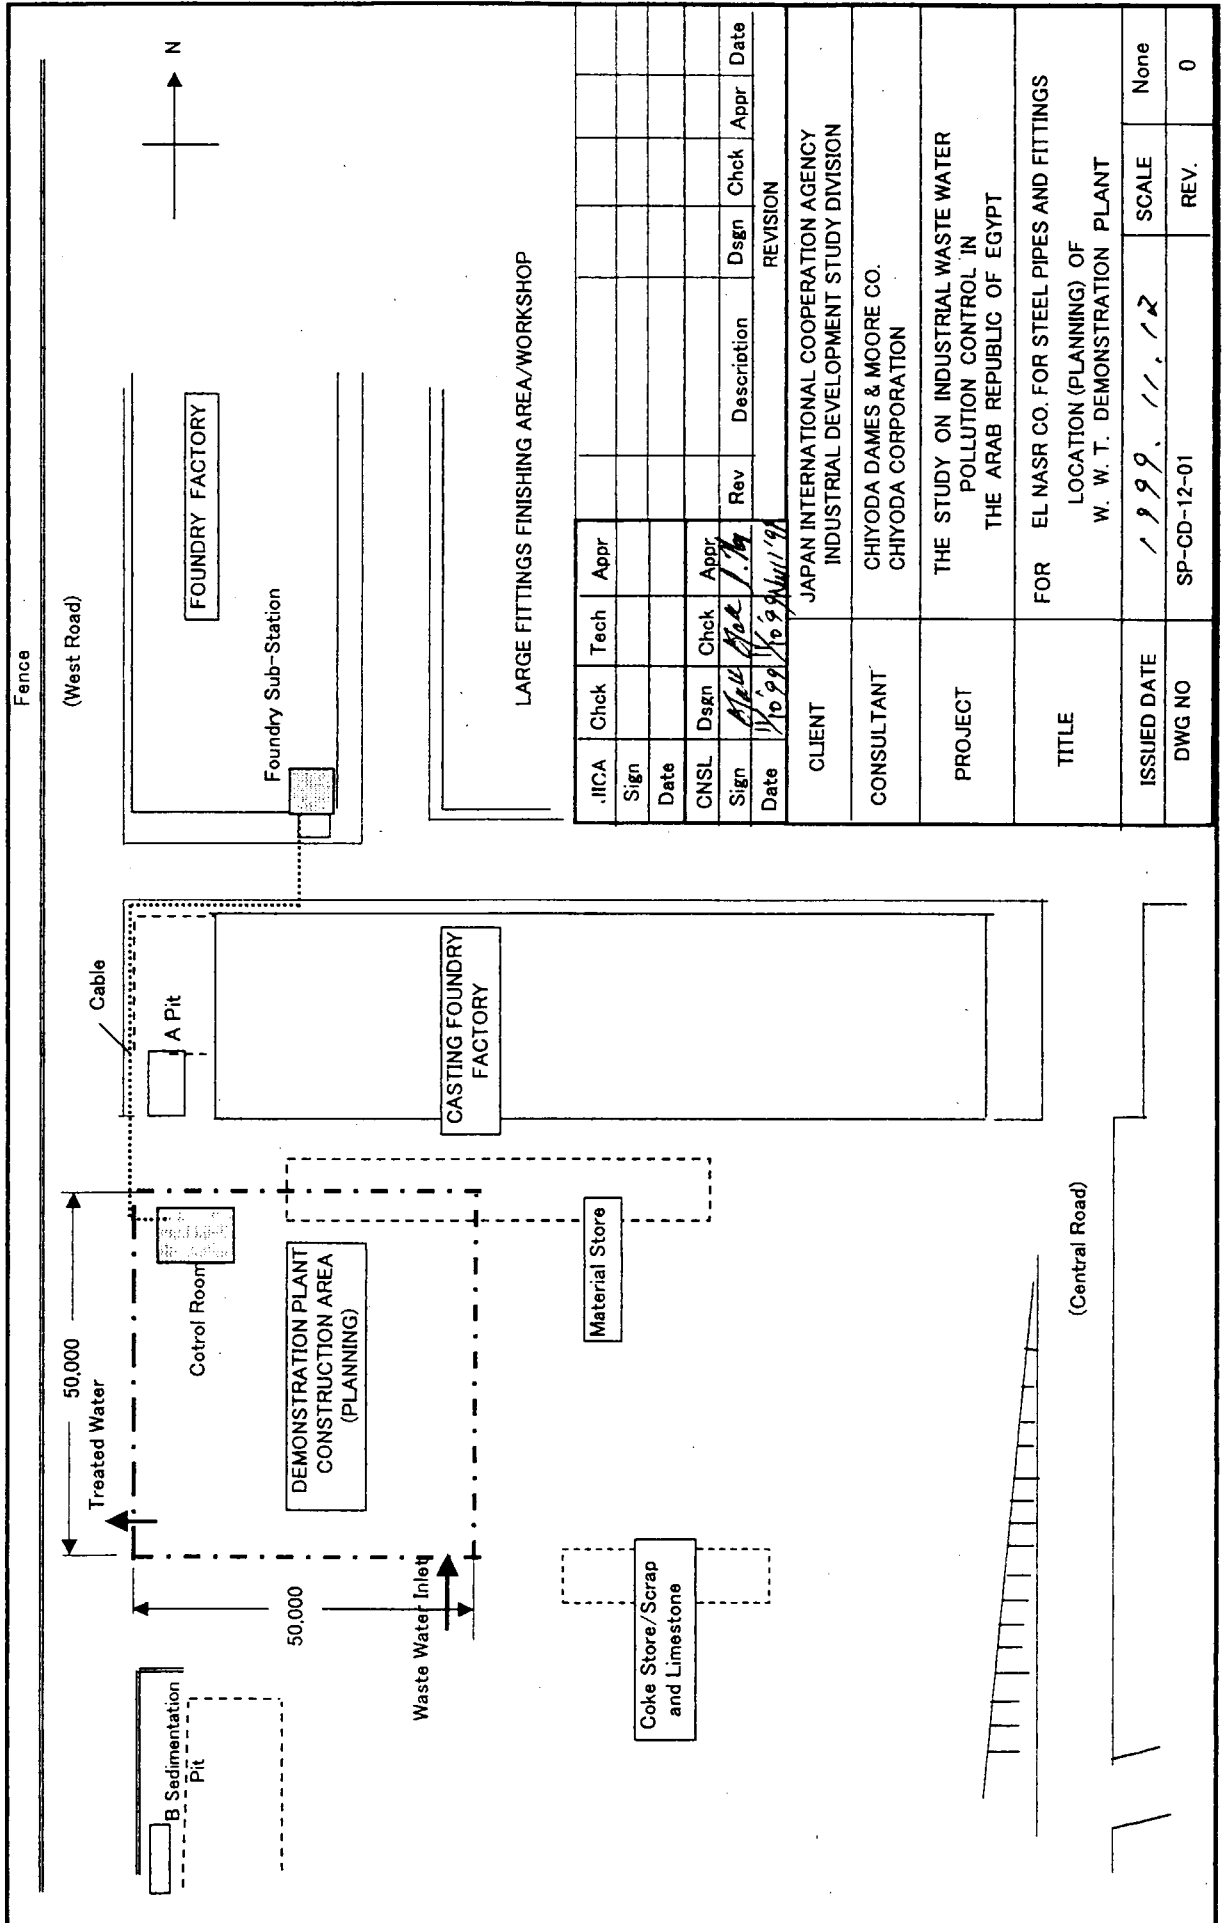 Fence
(West Road)
N
FOUNDRY FACTORY
Foundry Sub-Station
LARGE FITTINGS FINISHING AREA/WORKSHOP
Cable
A Pit
CASTING FOUNDRY
FACTORY
50,000
Treated Water
Cotrol Room
DEMONSTRATION PLANT
CONSTRUCTION AREA
(PLANNING)
Material Store
50,000
Waste Water Inlet
B Sedimentation
Pit
Coke Store/Scrap
and Limestone
(Central Road)
JICA Chck Tech Appr
Sign
Date
CNSL Dsgn Chck Appr Rev Description Dsgn Chck Appr Date
Sign
Date REVISION
CLIENT JAPAN INTERNATIONAL COOPERATION AGENCY
INDUSTRIAL DEVELOPMENT STUDY DIVISION
CONSULTANT CHIYODA DAMES & MOORE CO.
CHIYODA CORPORATION
PROJECT THE STUDY ON INDUSTRIAL WASTE WATER
POLLUTION CONTROL IN
THE ARAB REPUBLIC OF EGYPT
TITLE FOR EL NASR CO. FOR STEEL PIPES AND FITTINGS
LOCATION (PLANNING) OF
W. W. T. DEMONSTRATION PLANT
ISSUED DATE 1999. 11. 12 SCALE None
DWG NO SP-CD-12-01 REV. 0